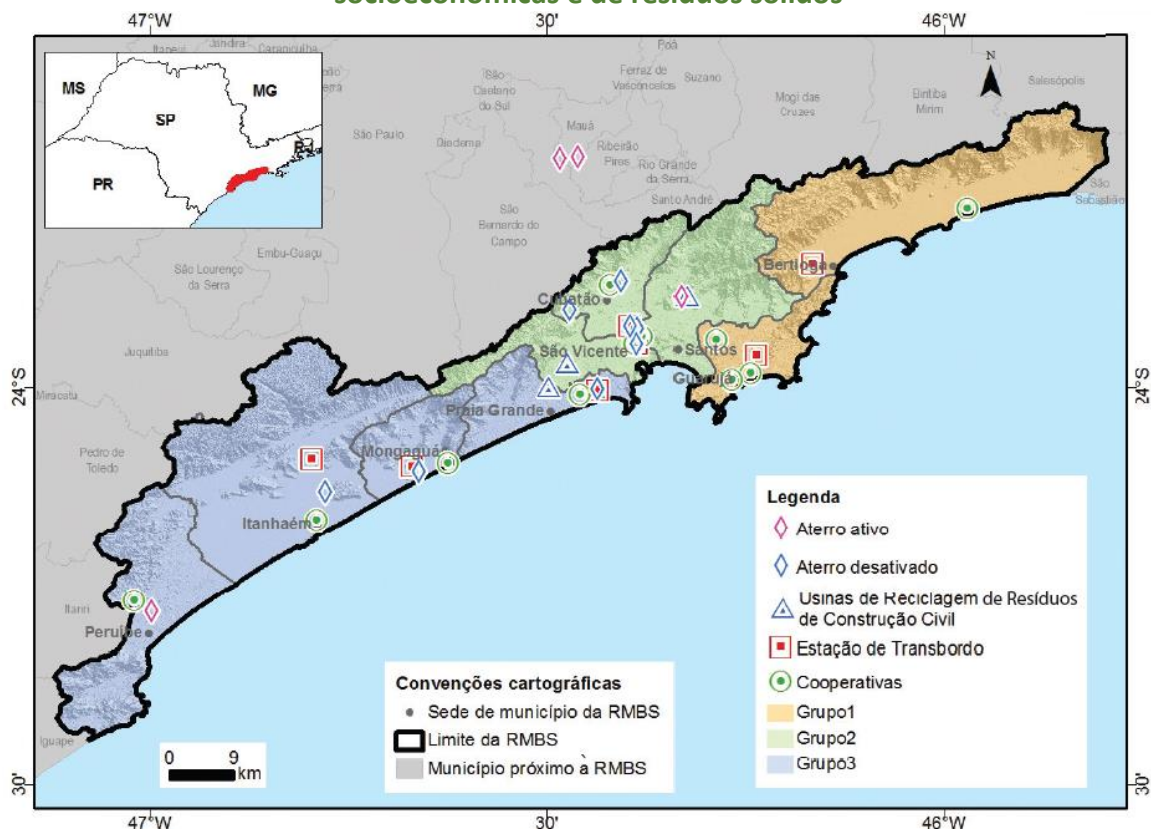 socioeconômicas e de resíduos sólidos
47°W
30'
46°W
MS
MG
SP
RJ
PR
N
Jandira
São Paulo
Diadema
São
Caetano
do Sul
Poá
Ferraz de
Vasconcelos
Suzano
Mauá
Ribeirão
Pires
Rio Grande
da Serra
Santo André
Mogi das
Cruzes
Biritiba
Mirim
Salesópolis
São
Sebastião
São
Bernardo do
Campo
Embu-Guaçu
São Lourenço
da Serra
Juquitiba
Miracatu
Pedro de
Toledo
Itariri
Iguape
Bertioga
Cubatão
São Vicente
Santos
Guarujá
Praia Grande
Mongaguá
Itanhaém
Peruíbe
24°S
24°S
Legenda
Aterro ativo
Aterro desativado
Usinas de Reciclagem de Resíduos
de Construção Civil
Estação de Transbordo
Cooperativas
Grupo1
Grupo2
Grupo3
Convenções cartográficas
Sede de município da RMBS
Limite da RMBS
Município próximo à RMBS
0 9
km
30'
30'
47°W
30'
46°W